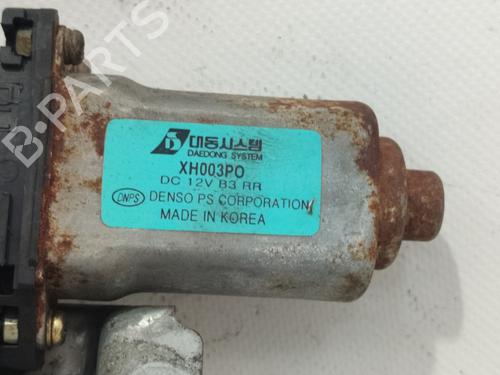 대동시스템
DAEDONG SYSTEM
XH003PO
DC 12V B3 RR
DNPS DENSO PS CORPORATION
MADE IN KOREA
B-PARTS